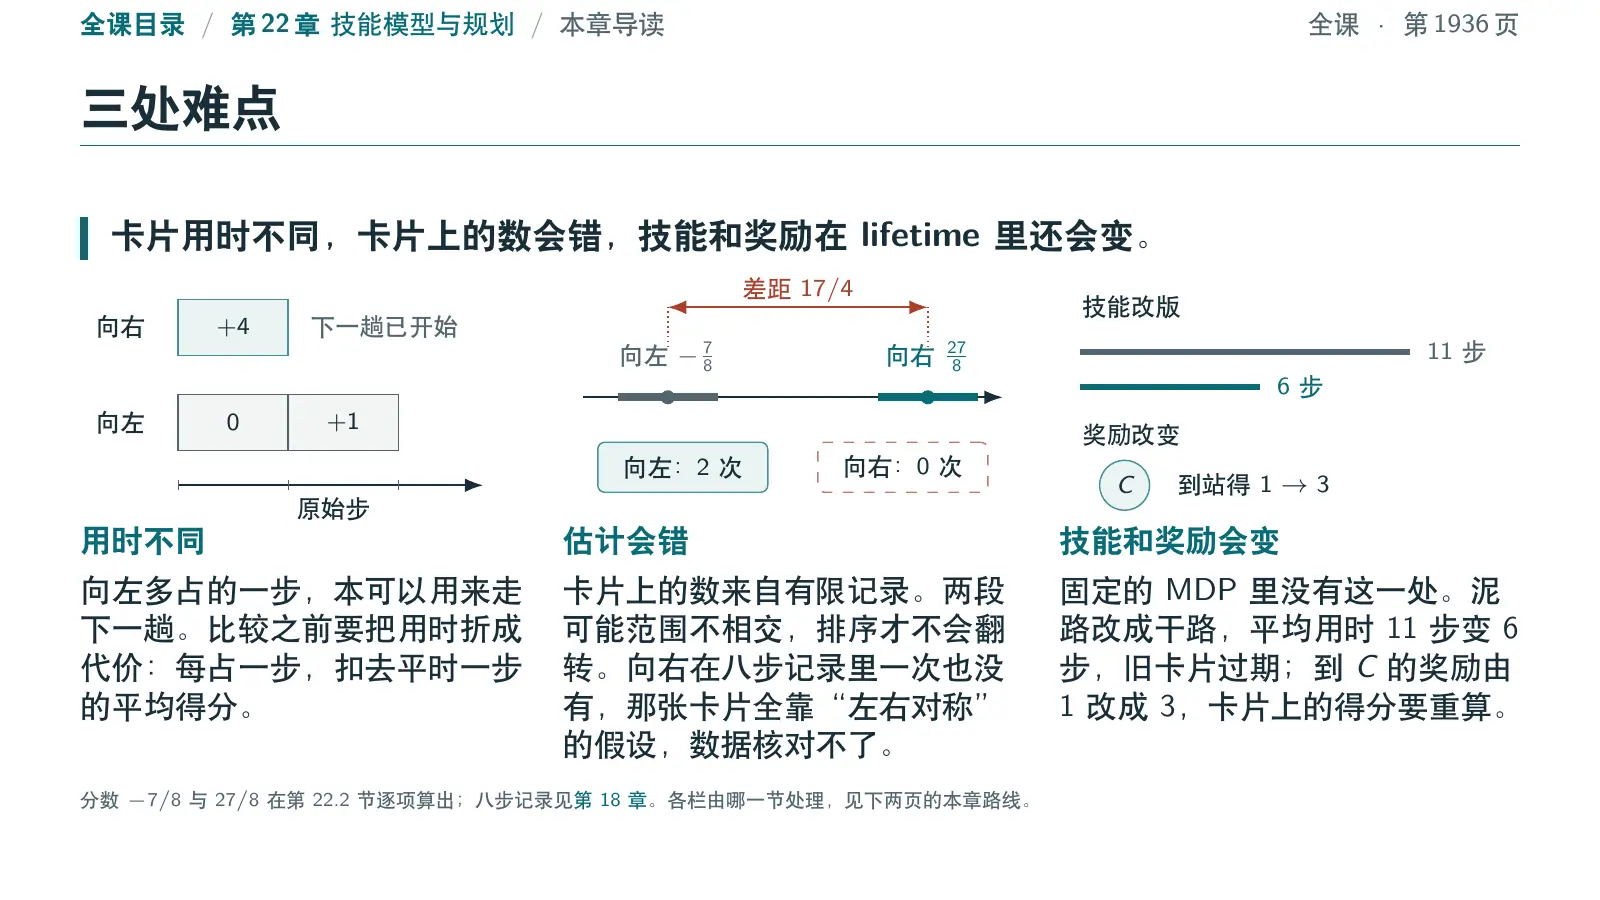 全课目录 / 第 22 章 技能模型与规划 / 本章导读
全课 · 第 1936 页
三处难点
卡片用时不同，卡片上的数会错，技能和奖励在 lifetime 里还会变。
向右 +4 下一趟已开始
向左 0 +1
原始步
差距 17/4
向左 −7/8 向右 27/8
向左：2 次 向右：0 次
技能改版
11 步
6 步
奖励改变
C 到站得 1 → 3
用时不同
向左多占的一步，本可以用来走
下一趟。比较之前要把用时折成
代价：每占一步，扣去平时一步
的平均得分。
估计会错
卡片上的数来自有限记录。两段
可能范围不相交，排序才不会翻
转。向右在八步记录里一次也没
有，那张卡片全靠“左右对称”
的假设，数据核对不了。
技能和奖励会变
固定的 MDP 里没有这一处。泥
路改成干路，平均用时 11 步变 6
步，旧卡片过期；到 C 的奖励由
1 改成 3，卡片上的得分要重算。
分数 −7/8 与 27/8 在第 22.2 节逐项算出；八步记录见第 18 章。各栏由哪一节处理，见下两页的本章路线。